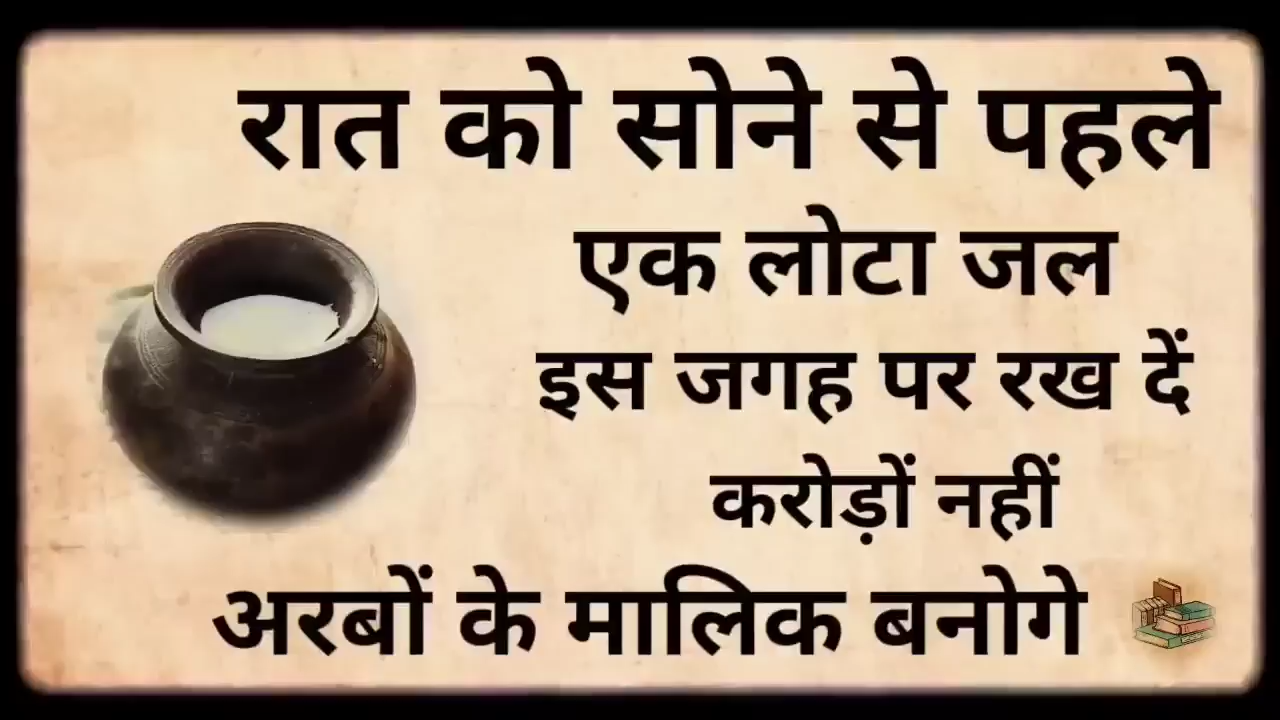 रात को सोने से पहले
एक लोटा जल
इस जगह पर रख दें
करोड़ों नहीं
अरबों के मालिक बनोगे